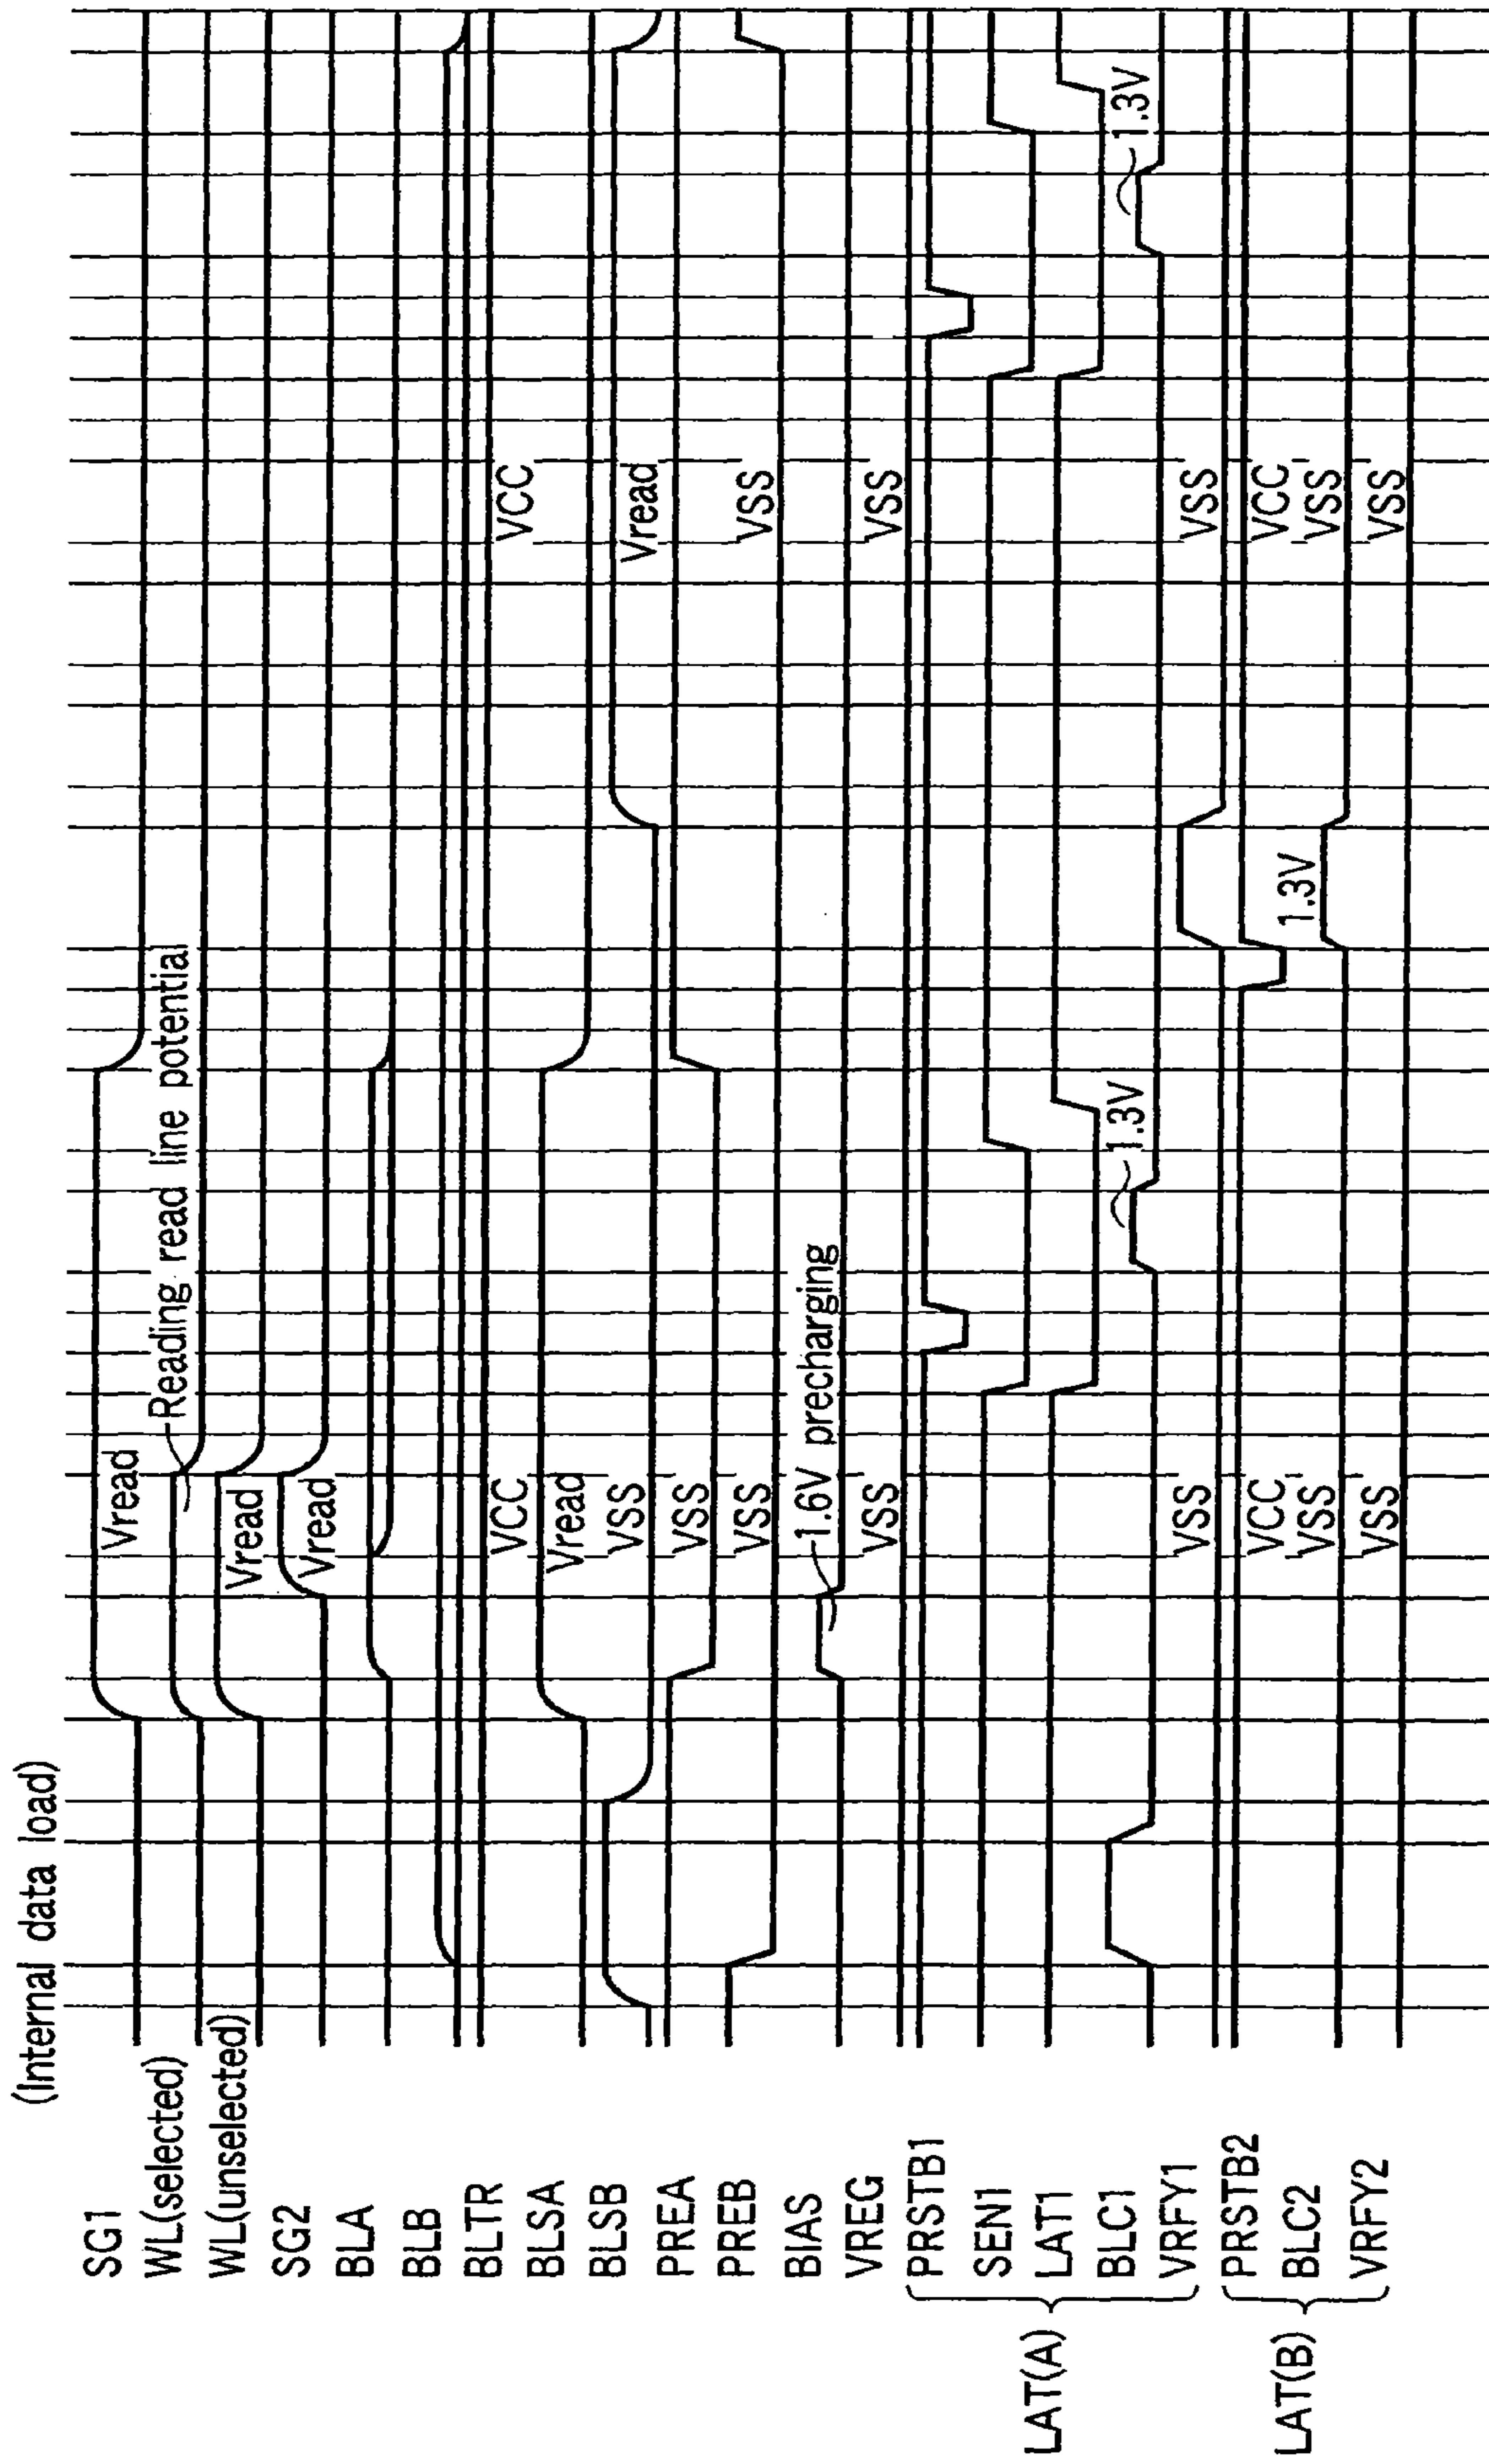 (Internal data load)
SG1
Vread
WL(selected)
Reading read line potential
WL(unselected)
Vread
SG2
Vread
BLA
BLB
BLTR
VCC
VCC
BLSA
Vread
BLSB
VSS
Vread
PREA
VSS
PREB
VSS
VSS
BIAS
1.6V precharging
VREG
VSS
VSS
LAT(A)
PRSTB1
SEN1
LAT1
BLC1
1.3V
1.3V
VRFY1
VSS
VSS
LAT(B)
PRSTB2
VCC
VCC
BLC2
VSS
1.3V
VSS
VRFY2
VSS
VSS